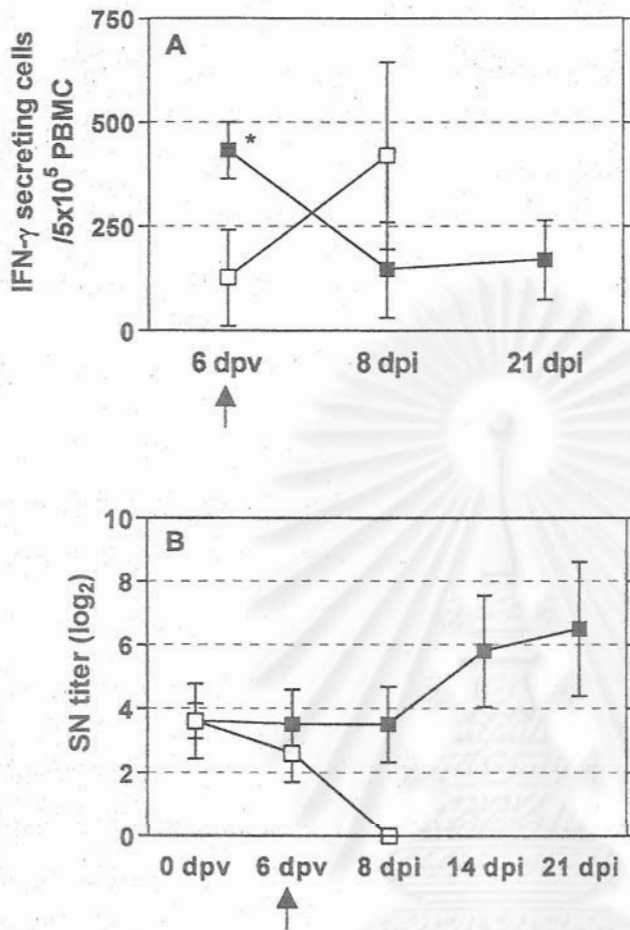 A
IFN-γ secreting cells
/5x10⁵ PBMC
750
500
250
0
*
6 dpv 8 dpi 21 dpi
B
SN titer (log₂)
10
8
6
4
2
0
0 dpv 6 dpv 8 dpi 14 dpi 21 dpi